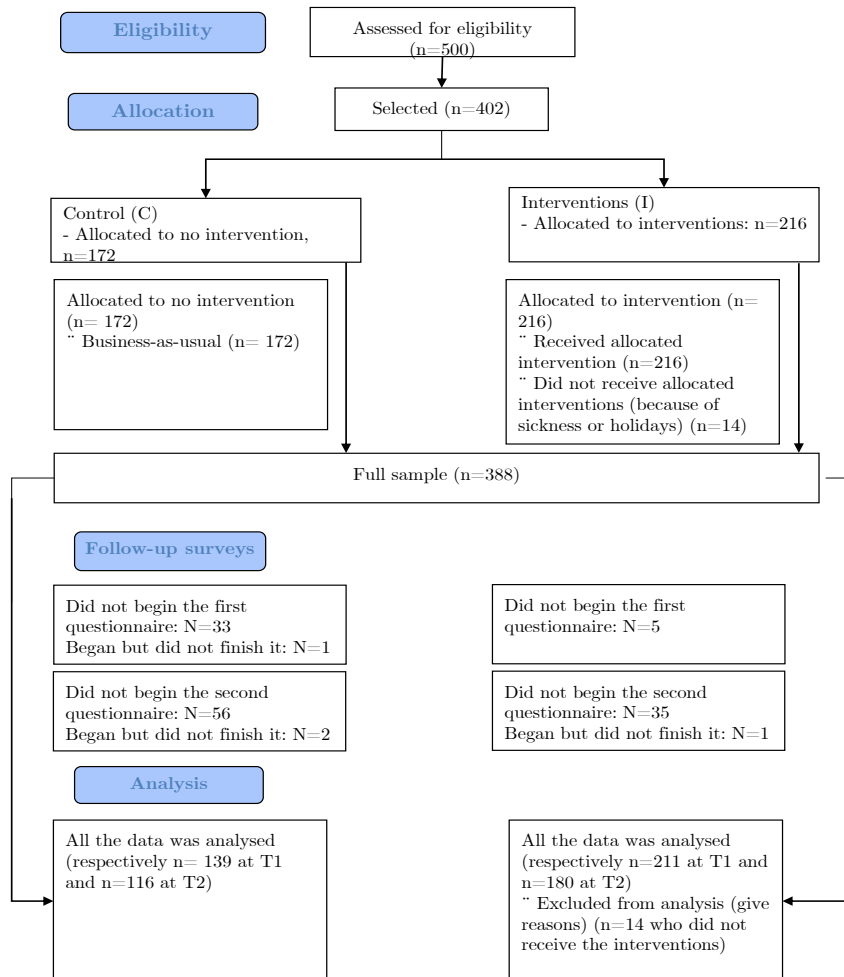 Eligibility
Assessed for eligibility
(n=500)
Allocation
Selected (n=402)
Control (C)
- Allocated to no intervention,
n=172
Interventions (I)
- Allocated to interventions: n=216
Allocated to no intervention
(n= 172)
¨ Business-as-usual (n= 172)
Allocated to intervention (n=
216)
¨ Received allocated
intervention (n=216)
¨ Did not receive allocated
interventions (because of
sickness or holidays) (n=14)
Full sample (n=388)
Follow-up surveys
Did not begin the first
questionnaire: N=33
Began but did not finish it: N=1
Did not begin the first
questionnaire: N=5
Did not begin the second
questionnaire: N=56
Began but did not finish it: N=2
Did not begin the second
questionnaire: N=35
Began but did not finish it: N=1
Analysis
All the data was analysed
(respectively n= 139 at T1
and n=116 at T2)
All the data was analysed
(respectively n=211 at T1 and
n=180 at T2)
¨ Excluded from analysis (give
reasons) (n=14 who did not
receive the interventions)